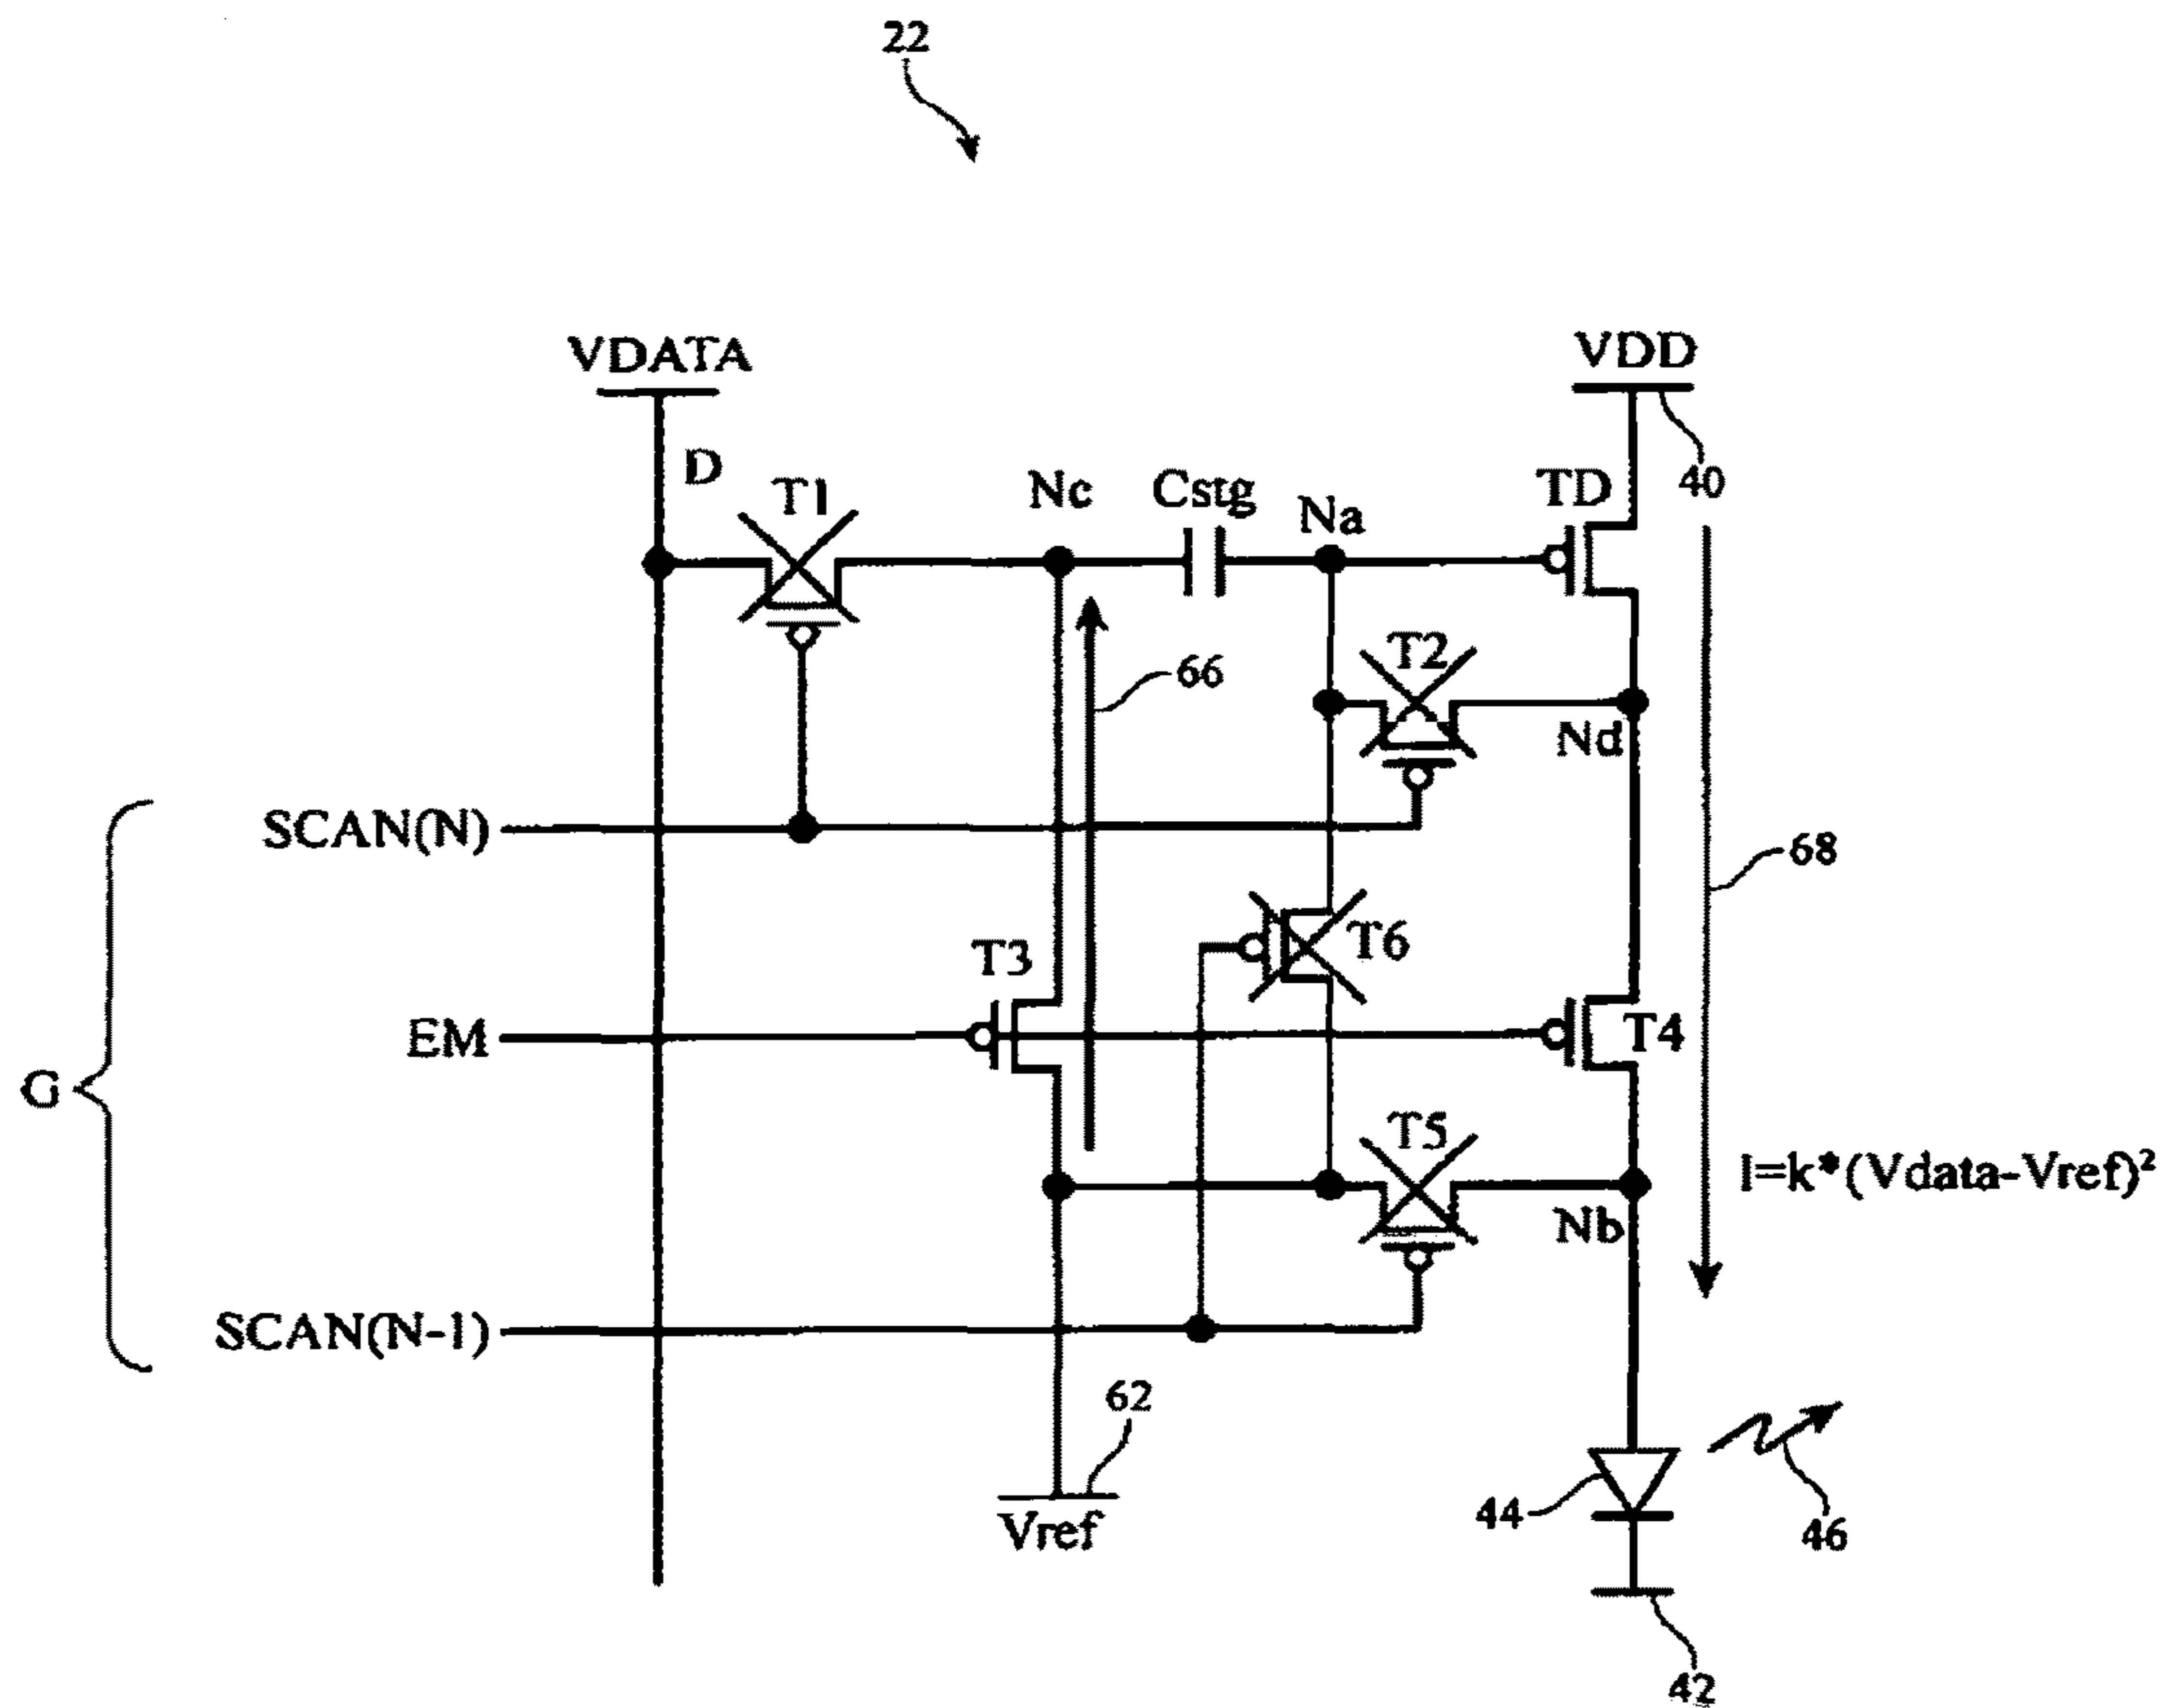 22
VDATA
VDD
D
T1
Nc
Cstg
Na
TD
40
T2
66
Nd
SCAN(N)
68
T3
T6
EM
T4
G
T5
I=k*(Vdata-Vref)²
Nb
SCAN(N-1)
62
Vref
44
46
42